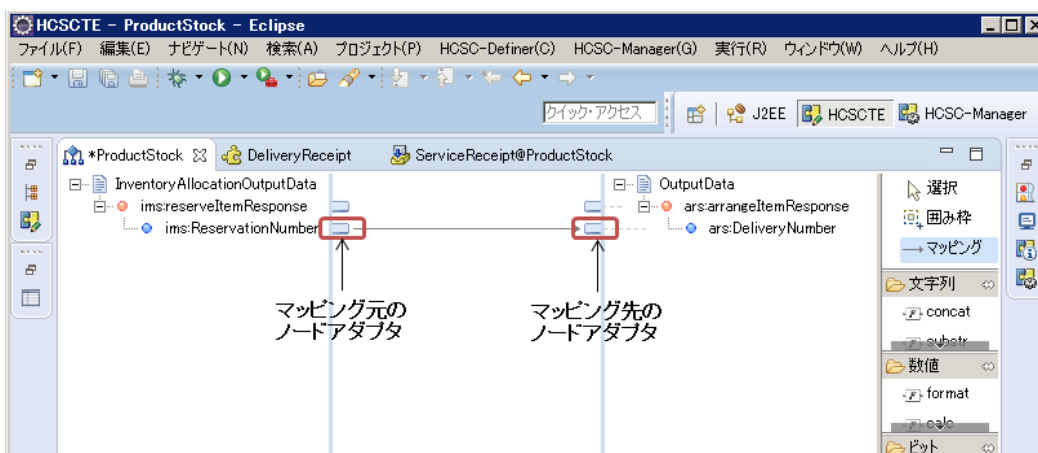 HCSCTE - ProductStock - Eclipse
ファイル(F) 編集(E) ナビゲート(N) 検索(A) プロジェクト(P) HCSC-Definer(C) HCSC-Manager(G) 実行(R) ウィンドウ(W) ヘルプ(H)
クイック・アクセス J2EE HCSCTE HCSC-Manager
*ProductStock DeliveryReceipt ServiceReceipt@ProductStock
InventoryAllocationOutputData OutputData 選択
ims:reserveItemResponse ars:arrangeItemResponse 囲み枠
ims:ReservationNumber ars:DeliveryNumber マッピング
文字列
マッピング元の マッピング先の concat
ノードアダプタ ノードアダプタ substr
数値
format
calc
ビット